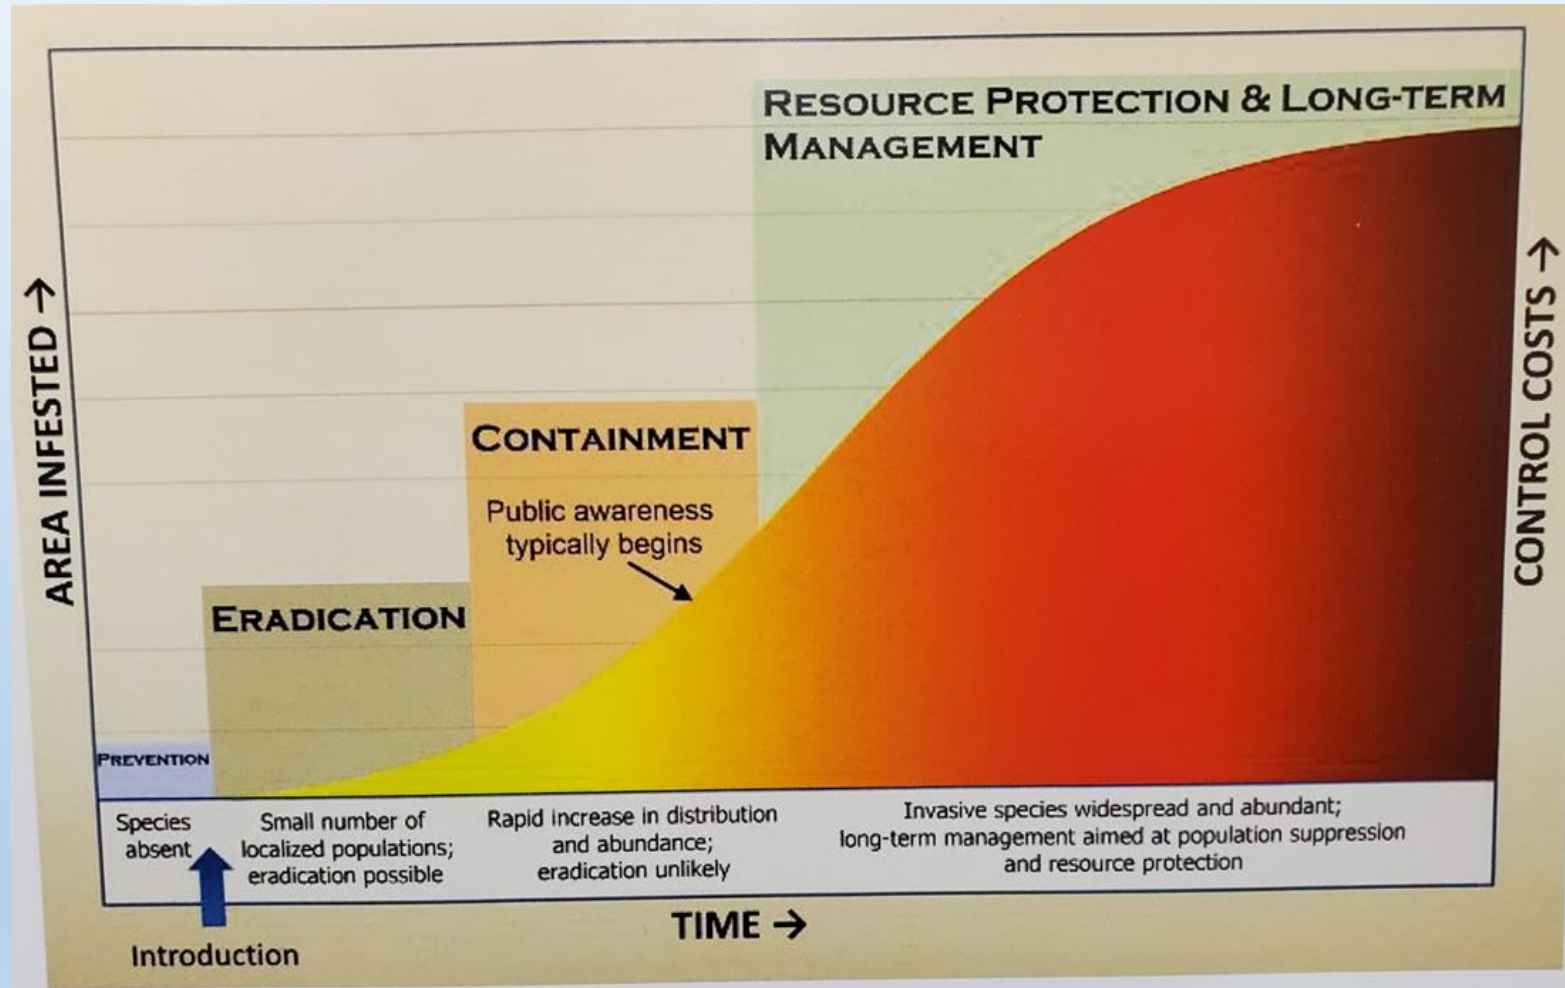 RESOURCE PROTECTION & LONG-TERM
MANAGEMENT
CONTAINMENT
Public awareness
typically begins
ERADICATION
PREVENTION
AREA INFESTED →
CONTROL COSTS →
Species
absent
Small number of
localized populations;
eradication possible
Rapid increase in distribution
and abundance;
eradication unlikely
Invasive species widespread and abundant;
long-term management aimed at population suppression
and resource protection
TIME →
Introduction